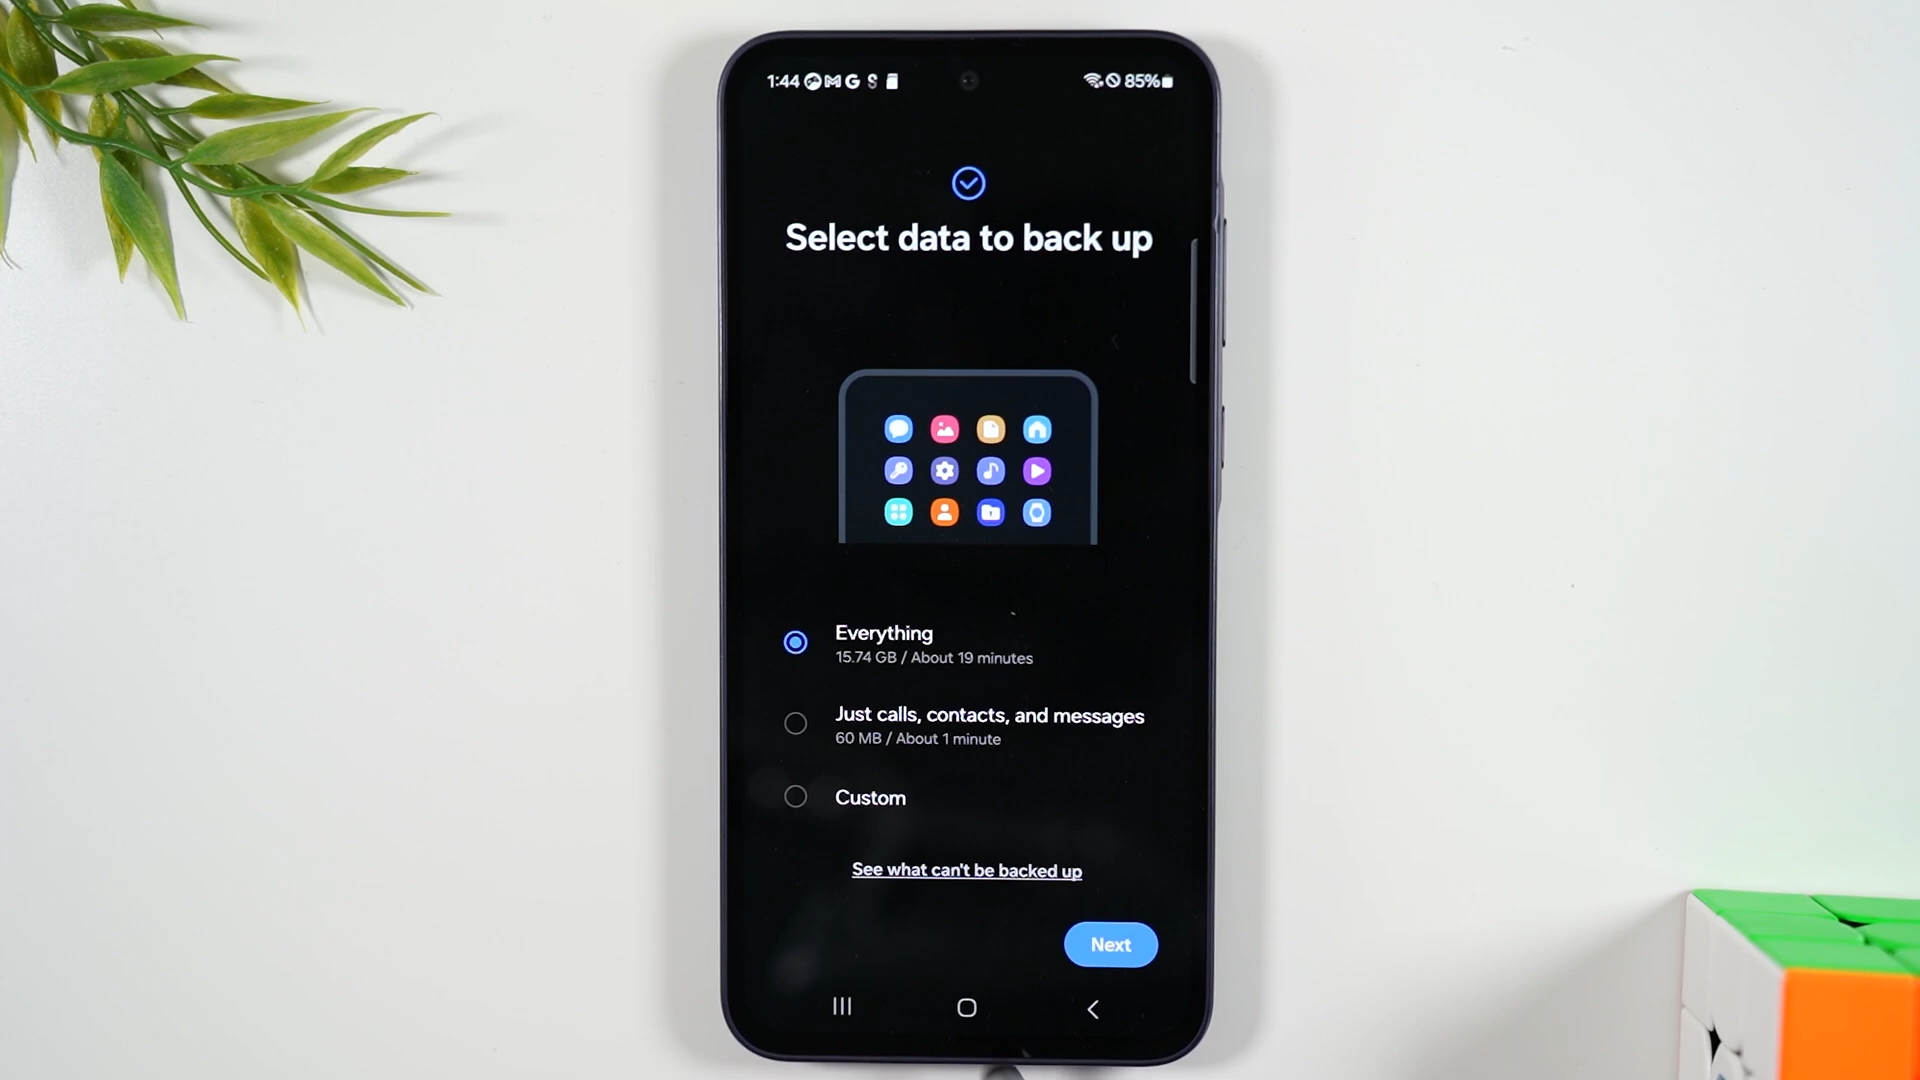 1:44
85%
Select data to back up
Everything
15.74 GB / About 19 minutes
Just calls, contacts, and messages
60 MB / About 1 minute
Custom
See what can't be backed up
Next